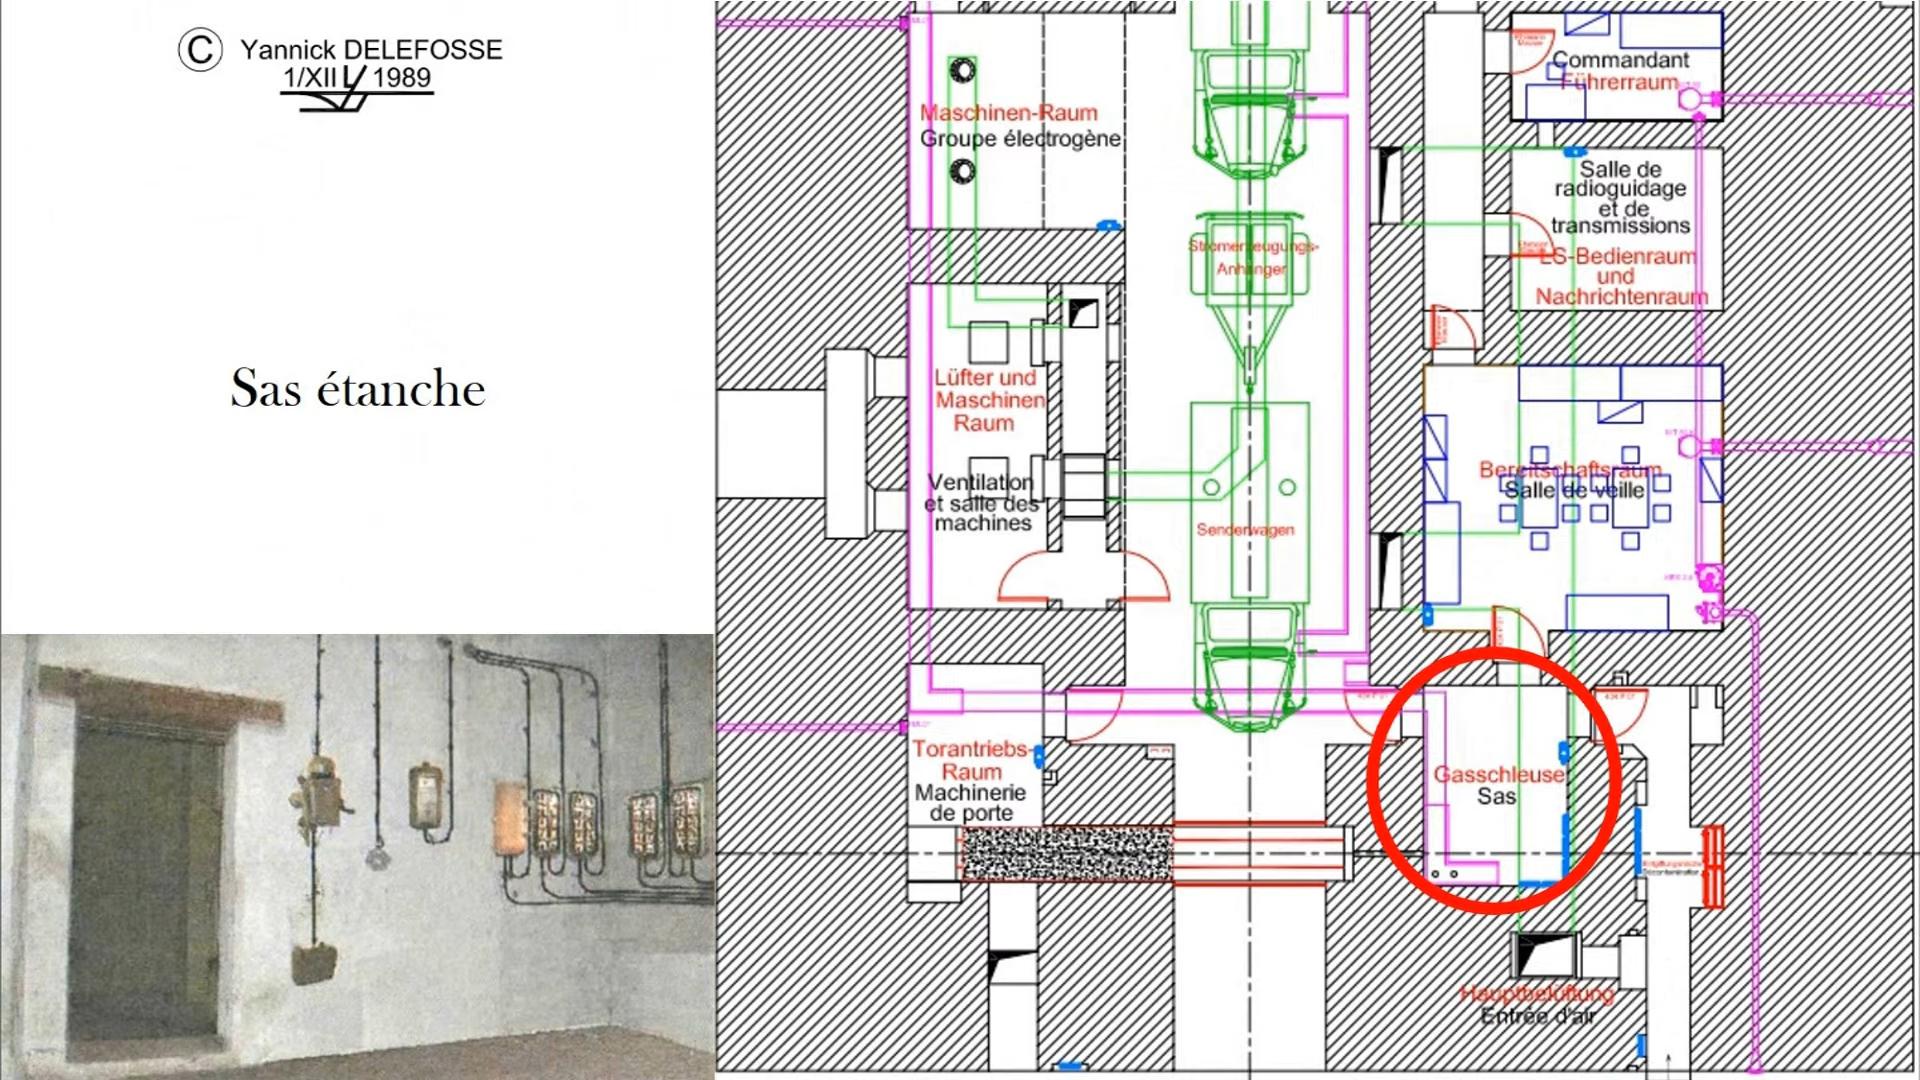 © Yannick DELEFOSSE
1/XII/1989
Sas étanche
Maschinen-Raum
Groupe électrogène
Lüfter und
Maschinen
Raum
Ventilation
et salle des
machines
Torantriebs-
Raum
Machinerie
de porte
Stromerzeugungs-
Anhänger
Senderwagen
Commandant
Führerraum
Salle de
radioguidage
et de
transmissions
LS-Bedienraum
und
Nachrichtenraum
Bereitschaftsraum
Salle de veille
Gasschleuse
Sas
Hauptbelüftung
Entrée d'air